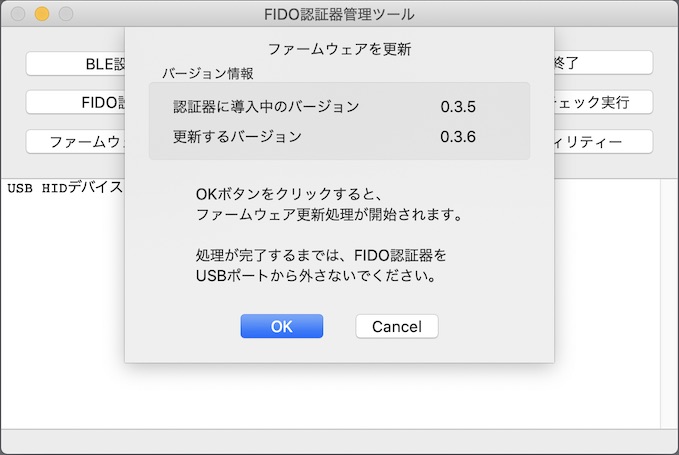 FIDO認証器管理ツール
ファームウェアを更新
バージョン情報
認証器に導入中のバージョン 0.3.5
更新するバージョン 0.3.6
OKボタンをクリックすると、
ファームウェア更新処理が開始されます。
処理が完了するまでは、FIDO認証器を
USBポートから外さないでください。
OK Cancel
BLE設
終了
FIDO
ェック実行
ファームウ
ィリティー
USB HIDデバイス